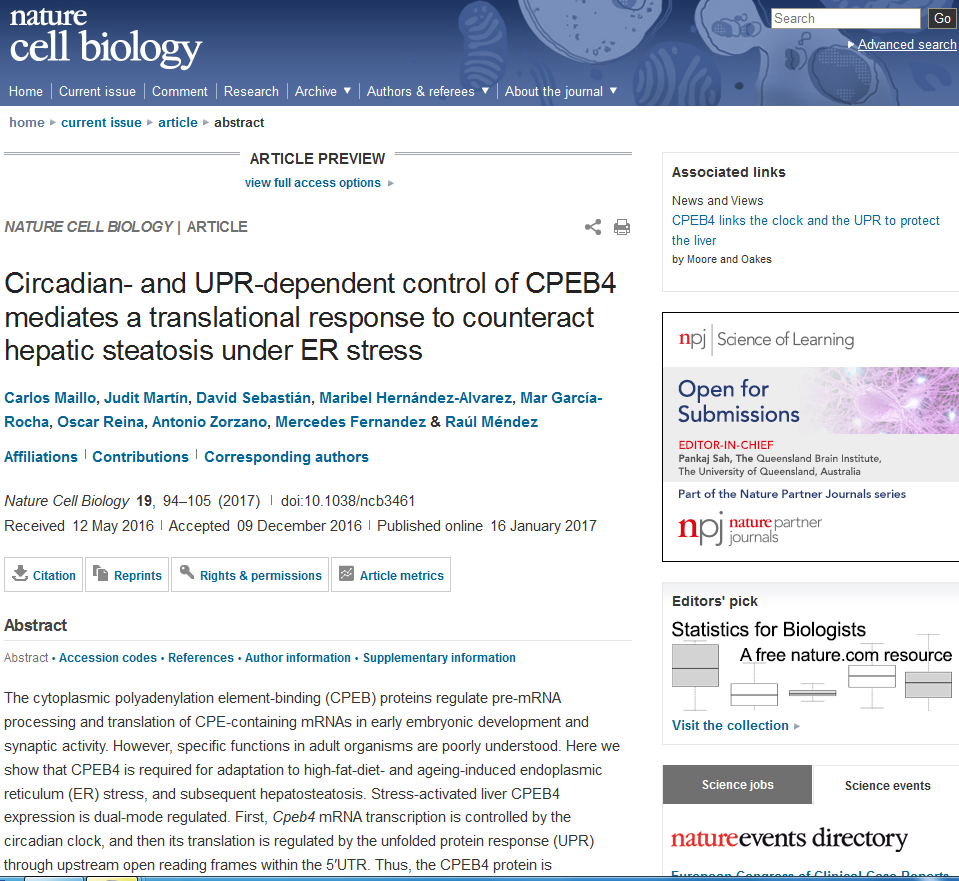 nature
cell biology
Search
Go
Advanced search
Home
Current issue
Comment
Research
Archive
Authors & referees
About the journal
home
current issue
article
abstract
ARTICLE PREVIEW
view full access options
NATURE CELL BIOLOGY | ARTICLE
Circadian- and UPR-dependent control of CPEB4
mediates a translational response to counteract
hepatic steatosis under ER stress
Carlos Maillo, Judit Martín, David Sebastián, Maribel Hernández-Alvarez, Mar García-
Rocha, Oscar Reina, Antonio Zorzano, Mercedes Fernandez & Raúl Méndez
Affiliations | Contributions | Corresponding authors
Nature Cell Biology 19, 94–105 (2017) | doi:10.1038/ncb3461
Received 12 May 2016 | Accepted 09 December 2016 | Published online 16 January 2017
Citation
Reprints
Rights & permissions
Article metrics
Abstract
Abstract • Accession codes • References • Author information • Supplementary information
The cytoplasmic polyadenylation element-binding (CPEB) proteins regulate pre-mRNA
processing and translation of CPE-containing mRNAs in early embryonic development and
synaptic activity. However, specific functions in adult organisms are poorly understood. Here we
show that CPEB4 is required for adaptation to high-fat-diet- and ageing-induced endoplasmic
reticulum (ER) stress, and subsequent hepatosteatosis. Stress-activated liver CPEB4
expression is dual-mode regulated. First, Cpeb4 mRNA transcription is controlled by the
circadian clock, and then its translation is regulated by the unfolded protein response (UPR)
through upstream open reading frames within the 5′UTR. Thus, the CPEB4 protein is
Associated links
News and Views
CPEB4 links the clock and the UPR to protect
the liver
by Moore and Oakes
npj | Science of Learning
Open for
Submissions
EDITOR-IN-CHIEF
Pankaj Sah, The Queensland Brain Institute,
The University of Queensland, Australia
Part of the Nature Partner Journals series
npj nature partner
journals
Editors' pick
Statistics for Biologists
A free nature.com resource
Visit the collection
Science jobs
Science events
natureevents directory
European Congress of Clinical Case Reports